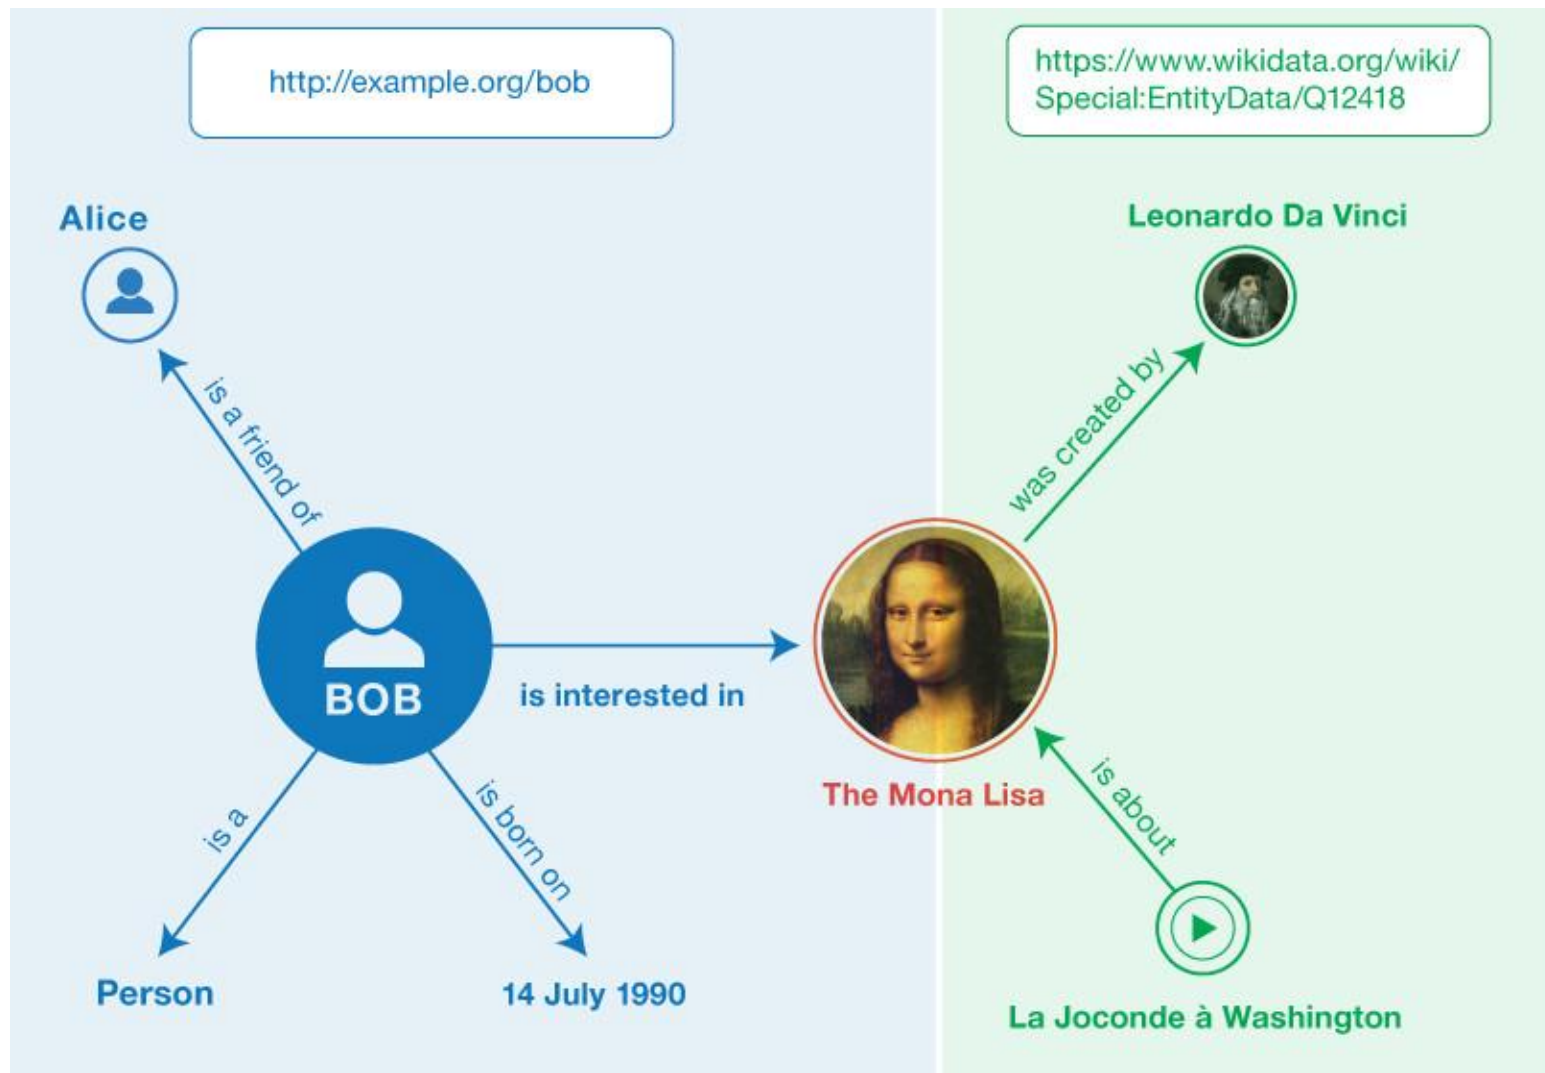 http://example.org/bob
https://www.wikidata.org/wiki/
Special:EntityData/Q12418
Alice
Leonardo Da Vinci
is a friend of
was created by
BOB
is interested in
The Mona Lisa
is a
is born on
is about
Person
14 July 1990
La Joconde à Washington